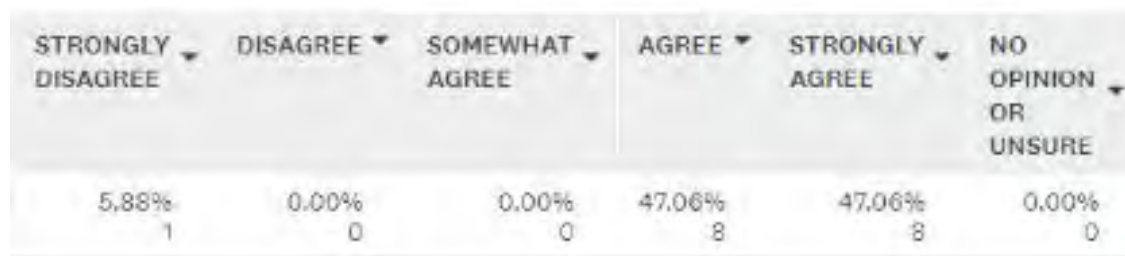 STRONGLY DISAGREE
DISAGREE
SOMEWHAT AGREE
AGREE
STRONGLY AGREE
NO OPINION OR UNSURE
5.88% 0.00% 0.00% 47.06% 47.06% 0.00%
1 0 0 8 8 0